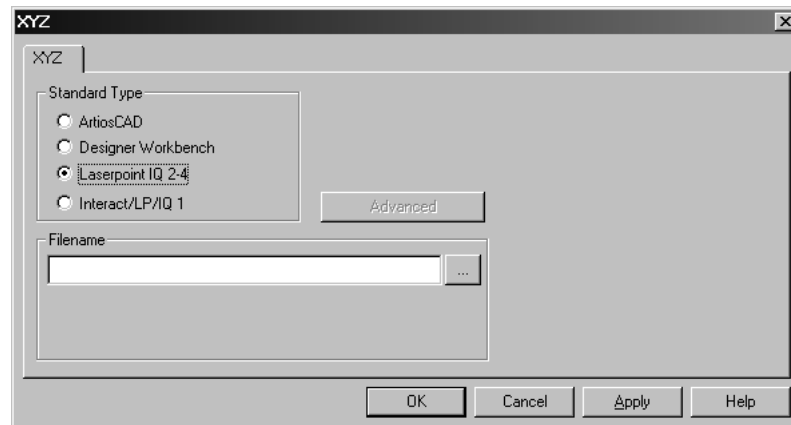 XYZ
XYZ
Standard Type
ArtiosCAD
Designer Workbench
Laserpoint IQ 2-4
Interact/LP/IQ 1
Advanced
Filename
...
OK Cancel Apply Help